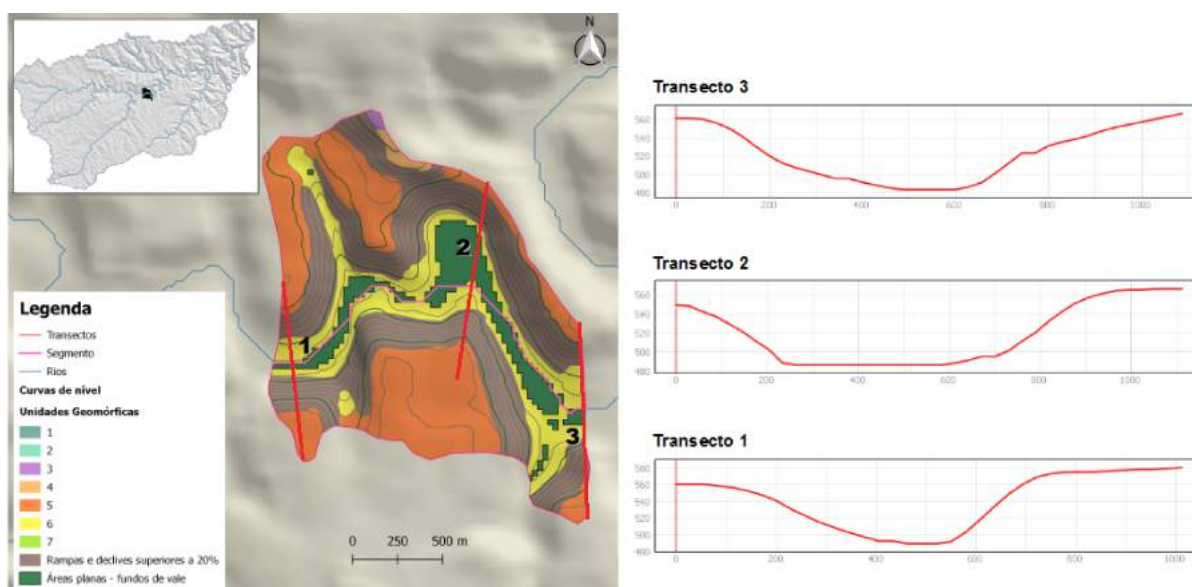 N
1
2
3
Legenda
Transectos
Segmento
Rios
Curvas de nível
Unidades Geomórficas
1
2
3
4
5
6
7
Rampas e declives superiores a 20%
Áreas planas - fundos de vale
0 250 500 m
Transecto 3
560
540
520
500
480
0 200 400 600 800 1000
Transecto 2
560
540
520
500
480
0 200 400 600 800 1000
Transecto 1
580
560
540
520
500
480
0 200 400 600 800 1000